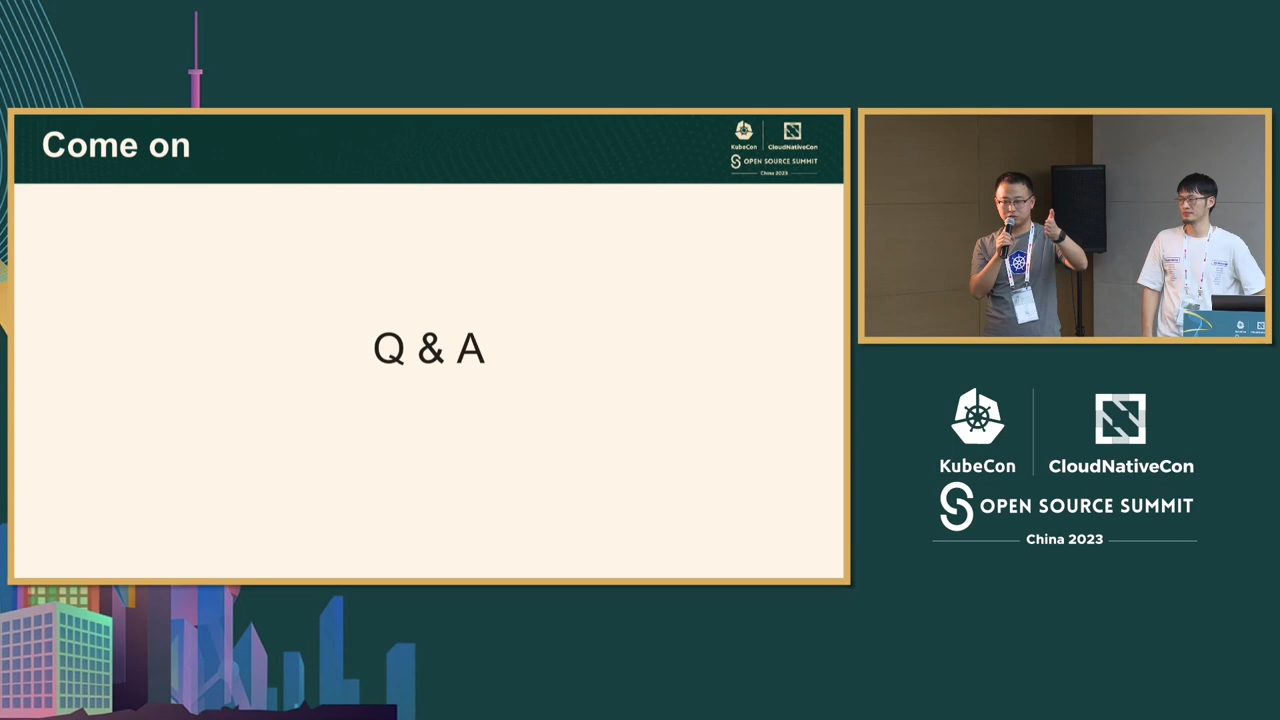 Come on
KubeCon
CloudNativeCon
OPEN SOURCE SUMMIT
China 2023
Q & A
KubeCon
CloudNativeCon
OPEN SOURCE SUMMIT
China 2023